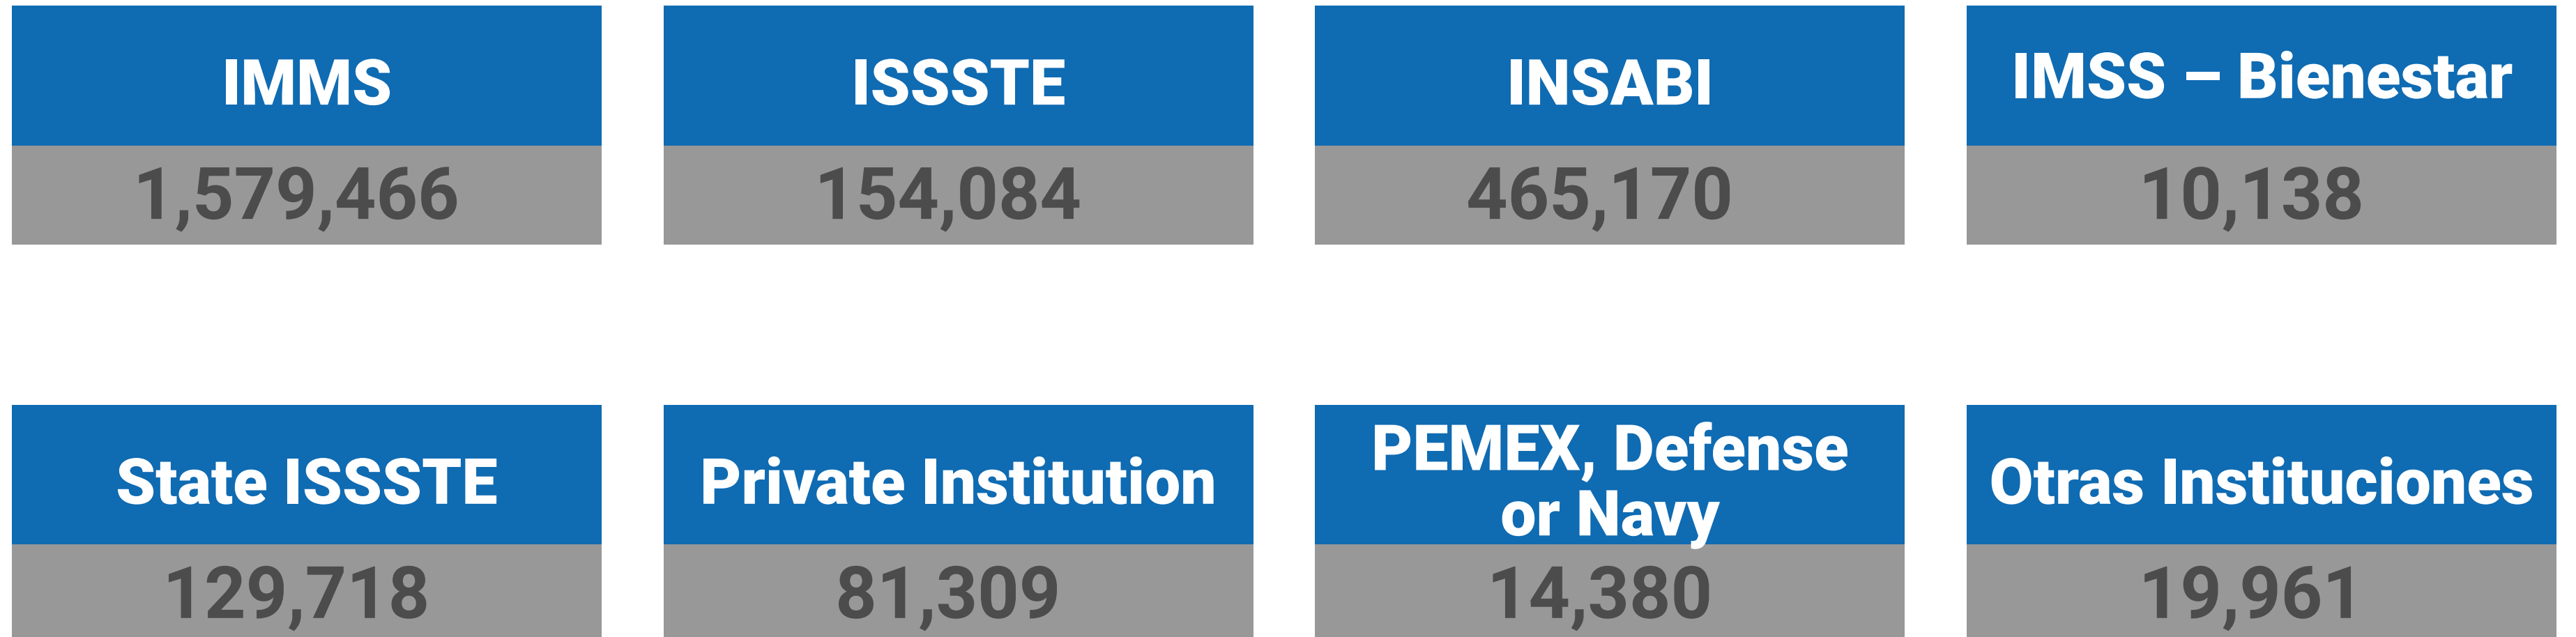 IMMS
1,579,466
ISSSTE
154,084
INSABI
465,170
IMSS – Bienestar
10,138
State ISSSTE
129,718
Private Institution
81,309
PEMEX, Defense
or Navy
14,380
Otras Instituciones
19,961